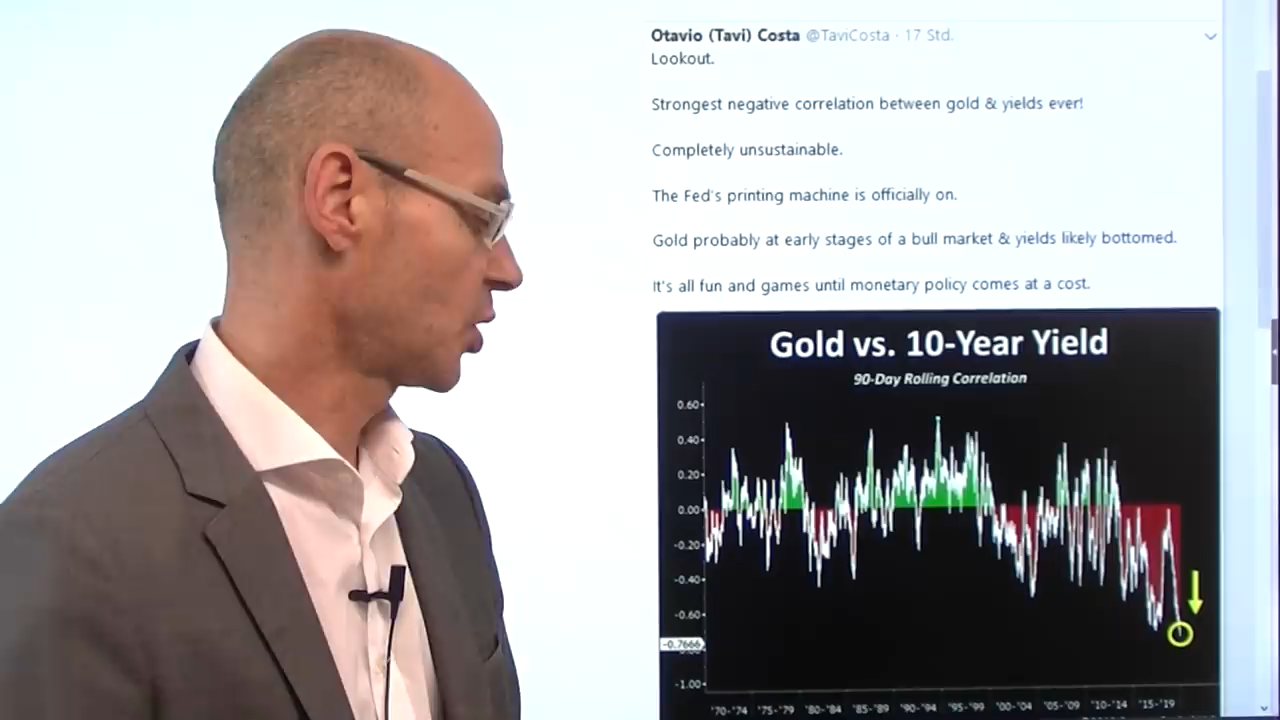 Otavio (Tavi) Costa @TaviCosta · 17 Std.
Lookout.
Strongest negative correlation between gold & yields ever!
Completely unsustainable.
The Fed's printing machine is officially on.
Gold probably at early stages of a bull market & yields likely bottomed.
It's all fun and games until monetary policy comes at a cost.
Gold vs. 10-Year Yield
90-Day Rolling Correlation
0.60
0.40
0.20
0.00
-0.20
-0.40
-0.60
-0.7666
-1.00
'70-'74 '75-'79 '80-'84 '85-'89 '90-'94 '95-'99 '00-'04 '05-'09 '10-'14 '15-'19